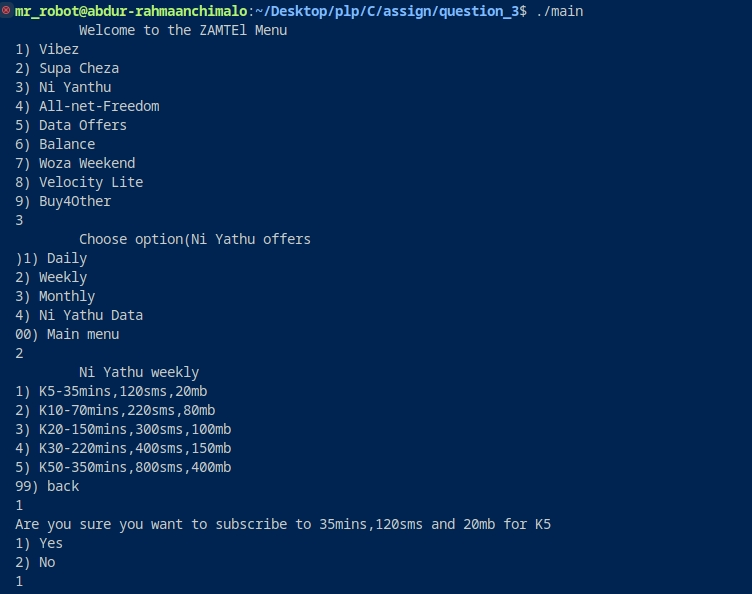 mr_robot@abdur-rahmaanchimalo:~/Desktop/plp/C/assign/question_3$ ./main
Welcome to the ZAMTEl Menu
1) Vibez
2) Supa Cheza
3) Ni Yanthu
4) All-net-Freedom
5) Data Offers
6) Balance
7) Woza Weekend
8) Velocity Lite
9) Buy4Other
3
Choose option(Ni Yathu offers
)1) Daily
2) Weekly
3) Monthly
4) Ni Yathu Data
00) Main menu
2
Ni Yathu weekly
1) K5-35mins,120sms,20mb
2) K10-70mins,220sms,80mb
3) K20-150mins,300sms,100mb
4) K30-220mins,400sms,150mb
5) K50-350mins,800sms,400mb
99) back
1
Are you sure you want to subscribe to 35mins,120sms and 20mb for K5
1) Yes
2) No
1